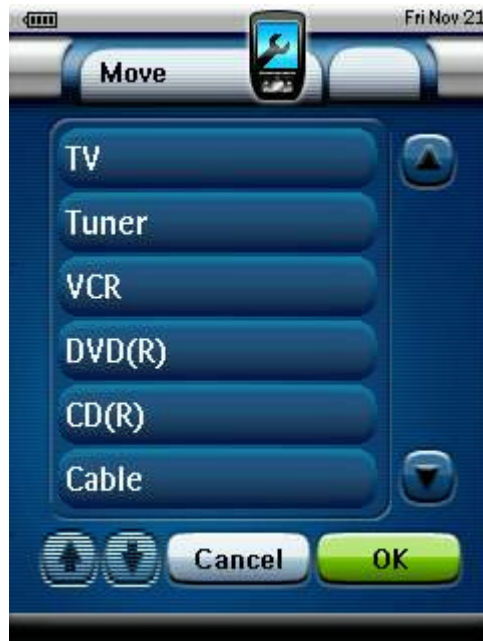 Fri Nov 21
Move
TV
Tuner
VCR
DVD(R)
CD(R)
Cable
Cancel OK